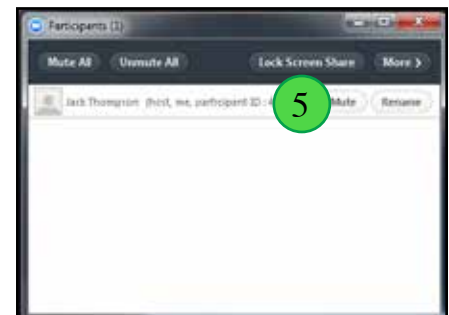 Participants (1)
Mute All Unmute All Lock Screen Share More >
Jack Thompson (host, me, participant ID : 5 Mute Rename